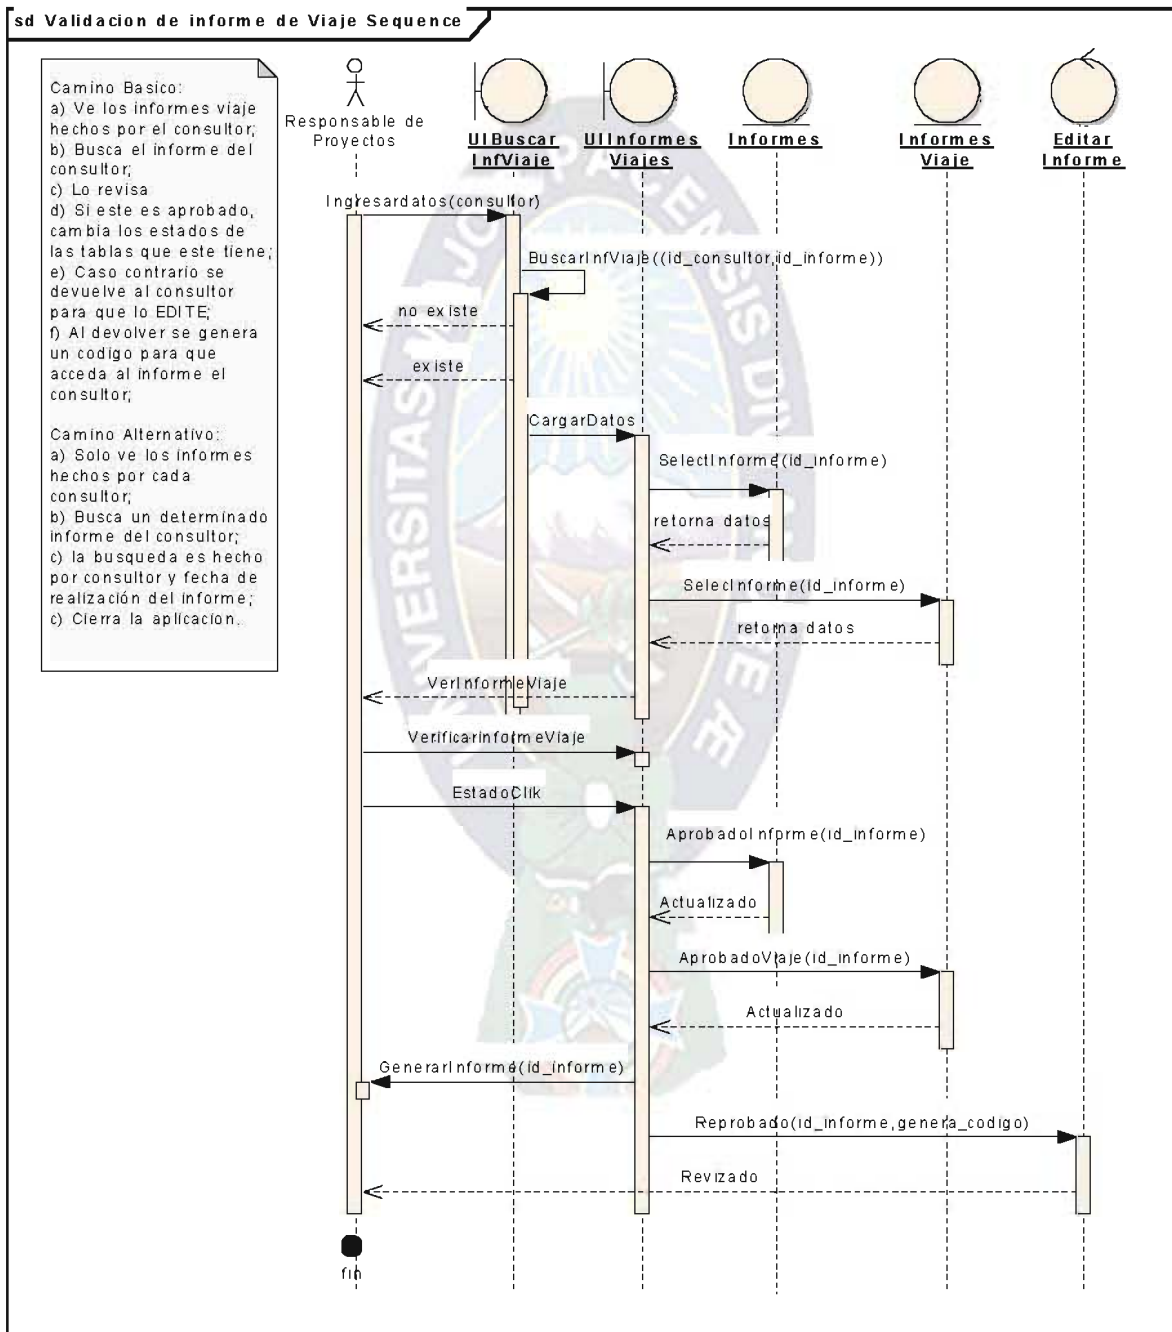 sd Validacion de informe de Viaje Sequence
Camino Basico:
a) Ve los informes viaje
hechos por el consultor;
b) Busca el informe del
consultor;
c) Lo revisa
d) Si este es aprobado,
cambia los estados de
las tablas que este tiene;
e) Caso contrario se
devuelve al consultor
para que lo EDITE;
f) Al devolver se genera
un codigo para que
acceda al informe el
consultor;
Camino Alternativo:
a) Solo ve los informes
hechos por cada
consultor;
b) Busca un determinado
informe del consultor;
c) la busqueda es hecho
por consultor y fecha de
realización del informe;
c) Cierra la aplicacion.
Responsable de
Proyectos
UIBuscar
InfViaje
UIInformes
Viajes
Informes
Informes
Viaje
Editar
Informe
Ingresardatos(consultor)
BuscarInfViaje((id_consultor,id_informe))
no existe
existe
CargarDatos
SelectInforme(id_informe)
retorna datos
SelecInforme(id_informe)
retorna datos
VerInformeViaje
VerificarinformeViaje
EstadoClik
AprobadoInforme(id_informe)
Actualizado
AprobadoViaje(id_informe)
Actualizado
GenerarInforme(id_informe)
Reprobado(id_informe,genera_codigo)
Revizado
fin